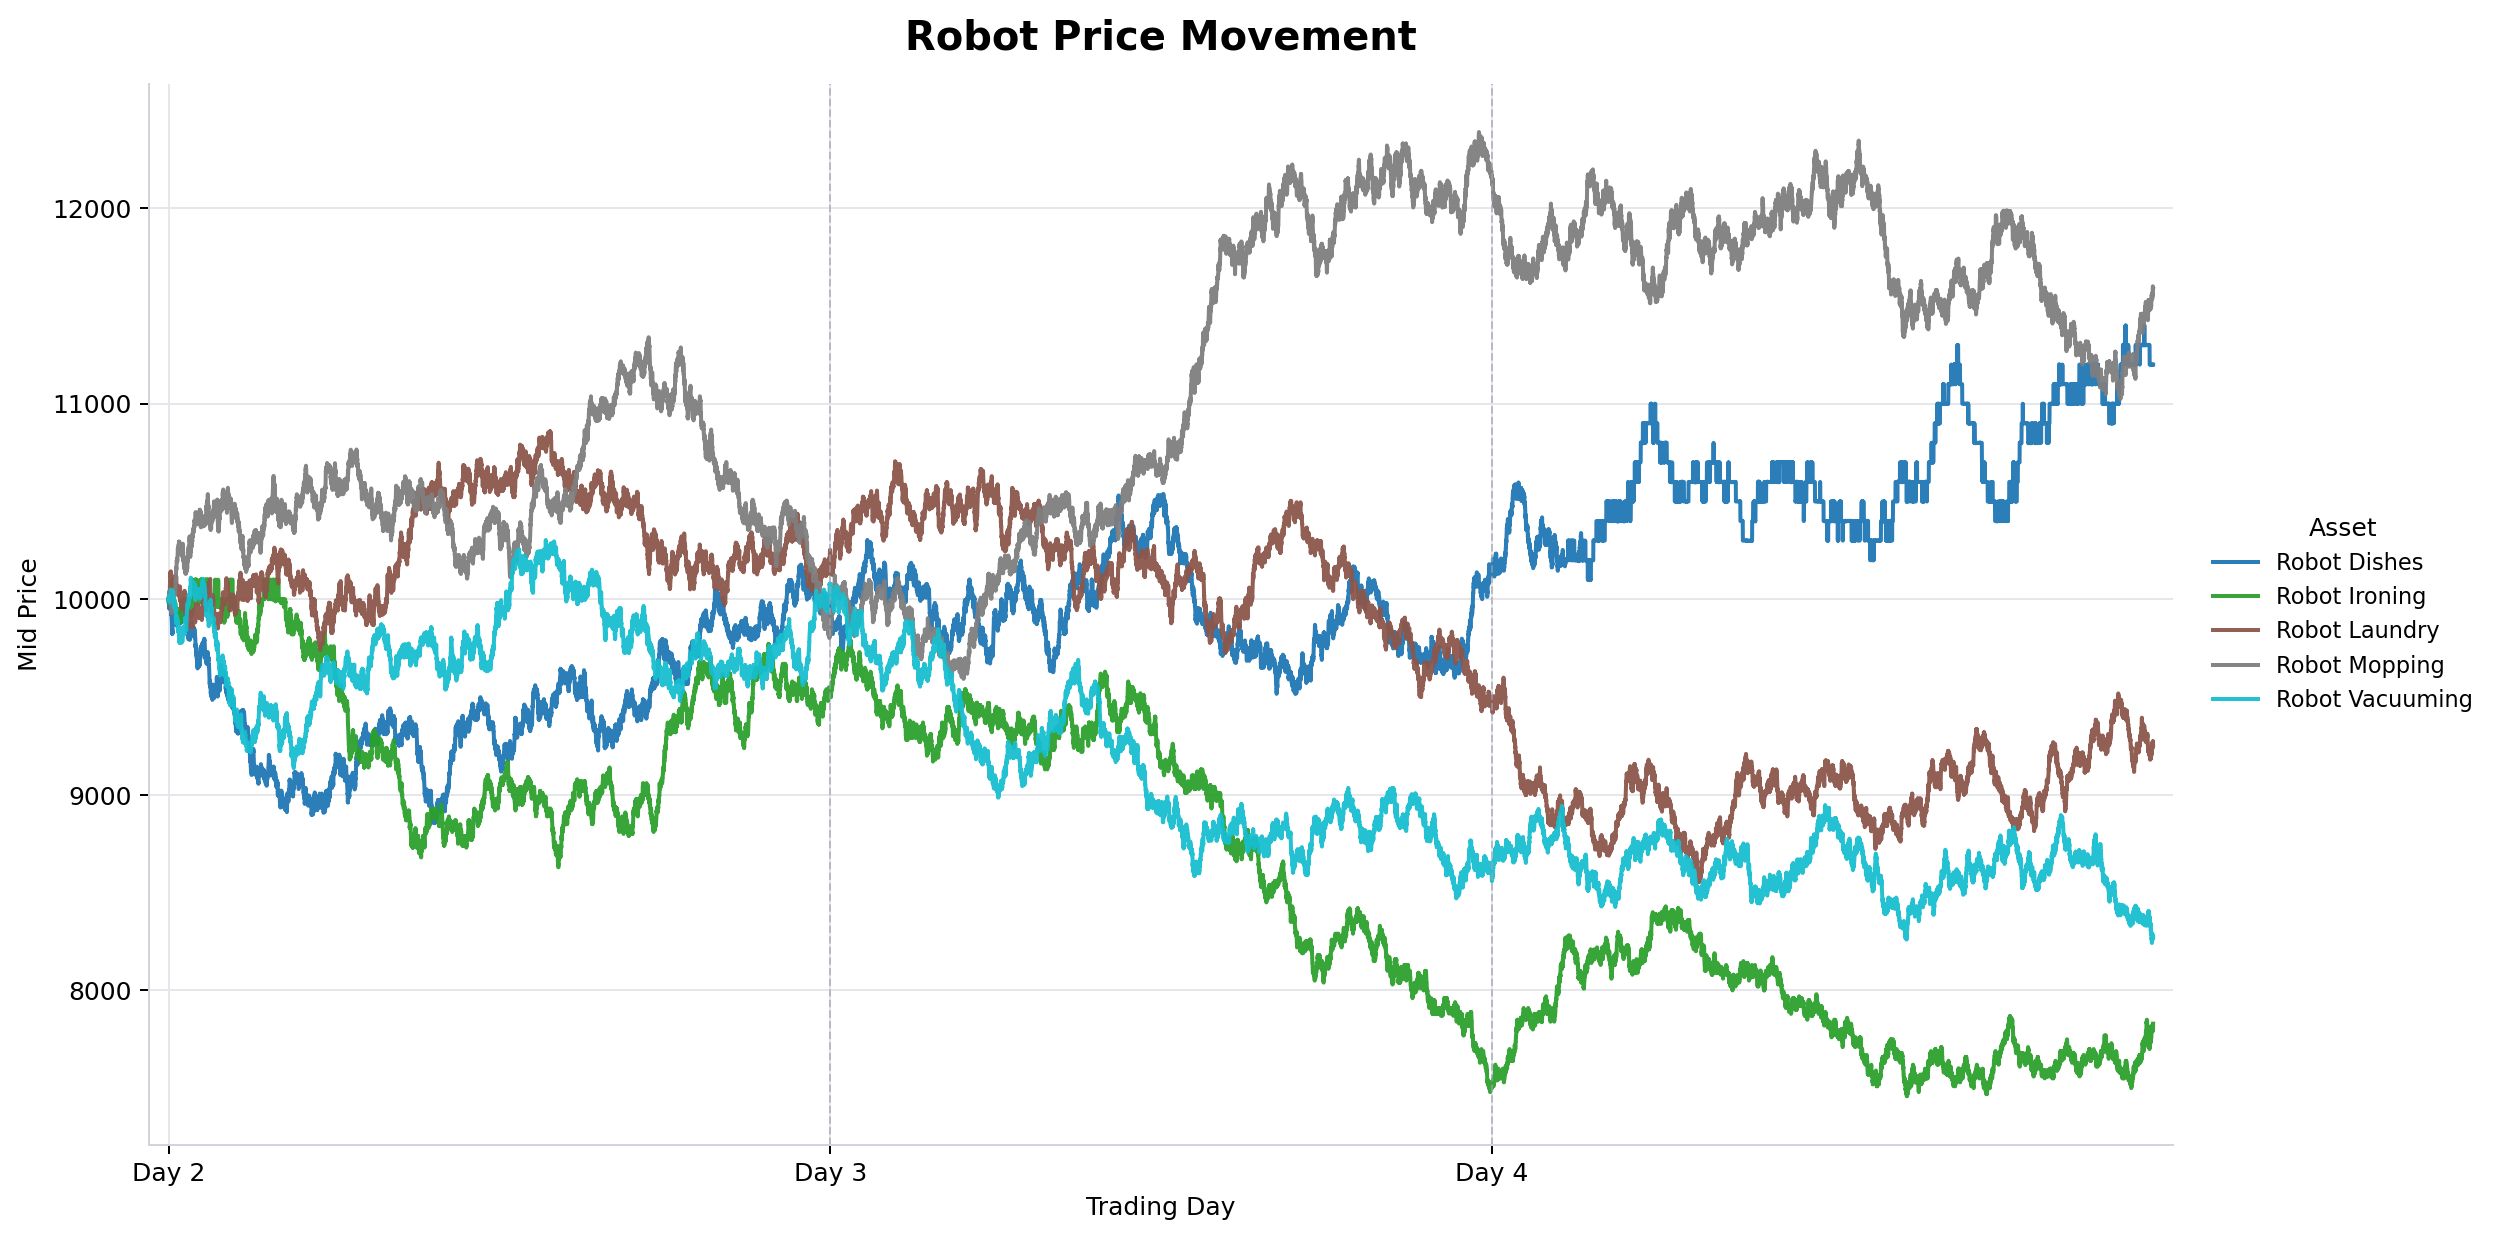 Robot Price Movement
12000
11000
10000
9000
8000
Mid Price
Day 2
Day 3
Day 4
Trading Day
Asset
Robot Dishes
Robot Ironing
Robot Laundry
Robot Mopping
Robot Vacuuming